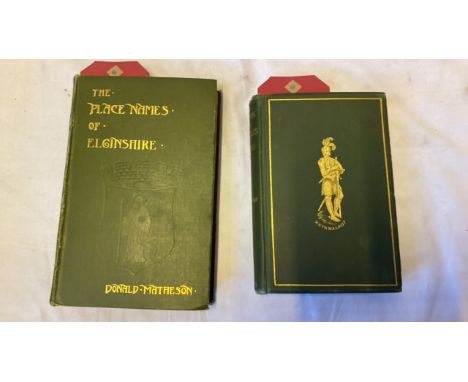 THE ·
PLACE NAMES ·
OF ·
ELGINSHIRE ·
DONALD · MATHESON ·